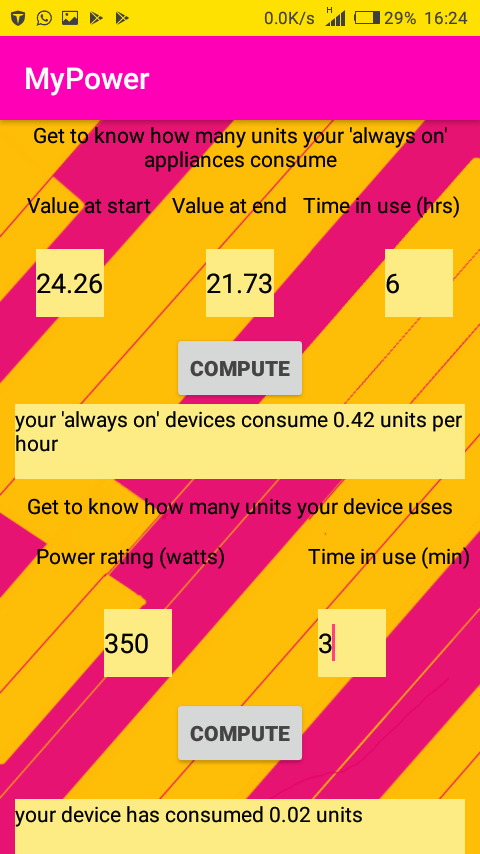 0.0K/s H 29% 16:24
MyPower
Get to know how many units your 'always on'
appliances consume
Value at start Value at end Time in use (hrs)
24.26 21.73 6
COMPUTE
your 'always on' devices consume 0.42 units per
hour
Get to know how many units your device uses
Power rating (watts) Time in use (min)
350 3
COMPUTE
your device has consumed 0.02 units